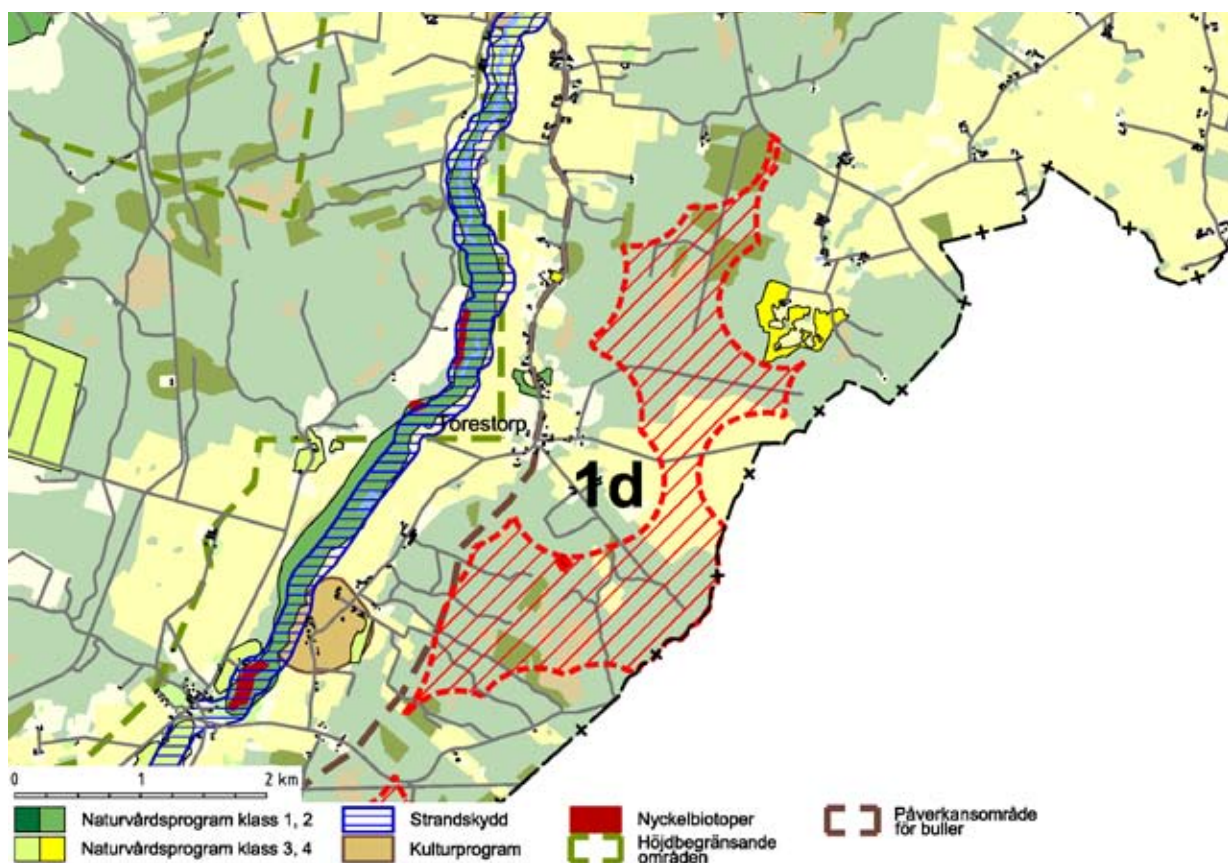 Torestorp
1d
0 1 2 km
Naturvårdsprogram klass 1, 2
Strandskydd
Nyckelbiotoper
Påverkansområde
för buller
Naturvårdsprogram klass 3, 4
Kulturprogram
Höjdbegränsande
områden